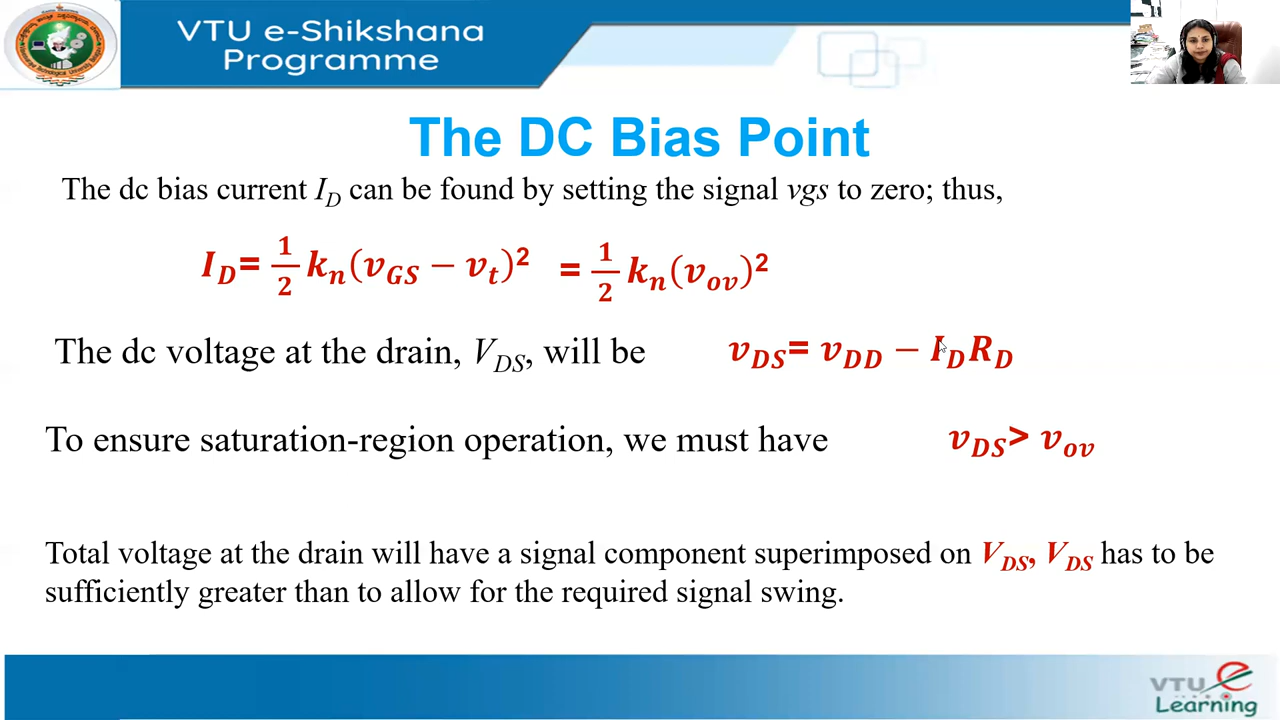 VTU e-Shikshana
Programme
The DC Bias Point
The dc bias current I_D can be found by setting the signal vgs to zero; thus,
I_D = 1/2 k_n(v_GS − v_t)^2 = 1/2 k_n(v_ov)^2
The dc voltage at the drain, V_DS, will be v_DS = v_DD − I_D R_D
To ensure saturation-region operation, we must have v_DS > v_ov
Total voltage at the drain will have a signal component superimposed on V_DS, V_DS has to be
sufficiently greater than to allow for the required signal swing.
VTU e
Learning